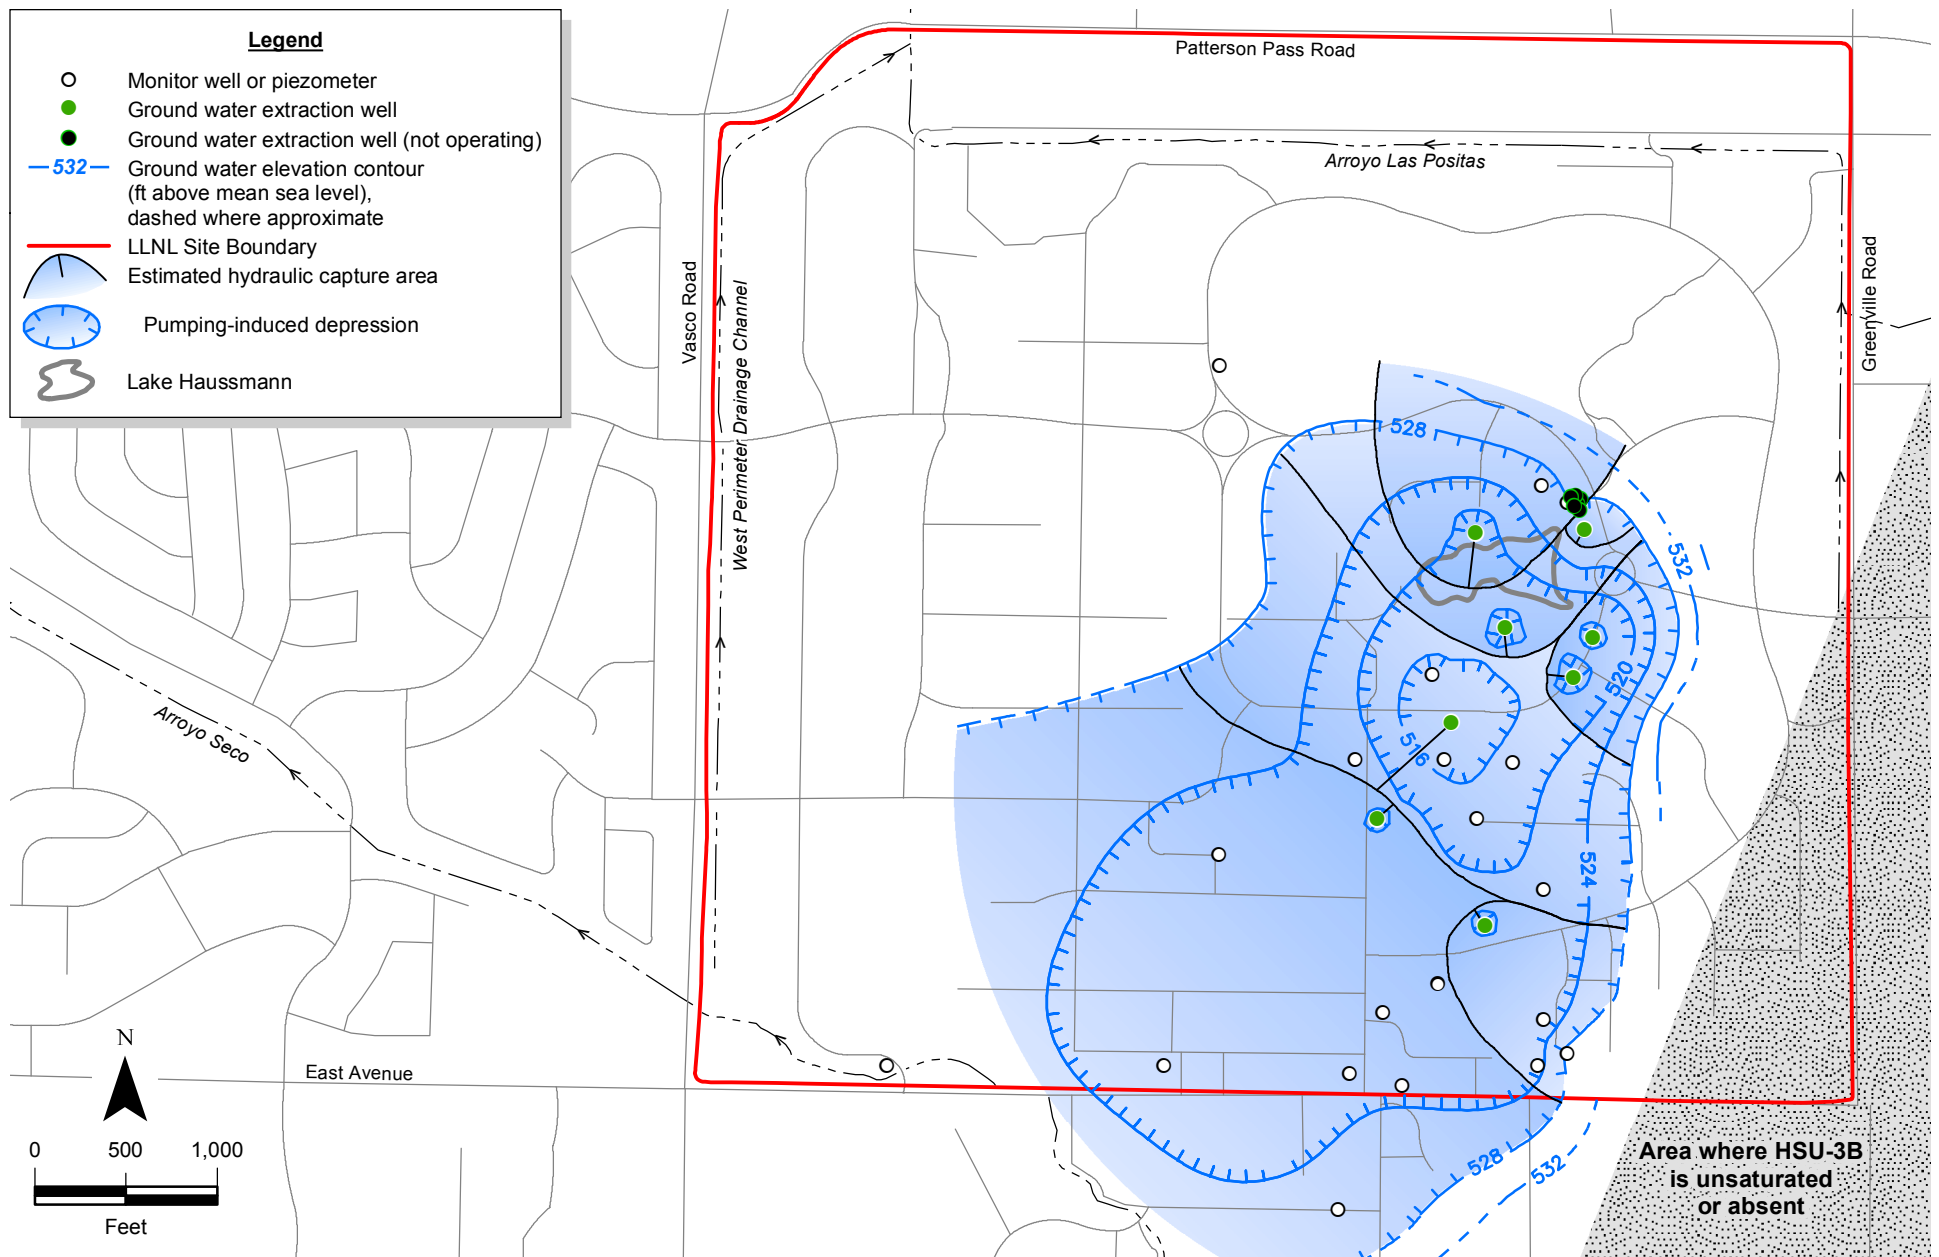 Legend
Monitor well or piezometer
Ground water extraction well
Ground water extraction well (not operating)
532
Ground water elevation contour
(ft above mean sea level),
dashed where approximate
LLNL Site Boundary
Estimated hydraulic capture area
Pumping-induced depression
Lake Haussmann
Patterson Pass Road
Arroyo Las Positas
Vasco Road
West Perimeter Drainage Channel
Greenville Road
528
532
520
516
524
Arroyo Seco
N
East Avenue
0 500 1,000
Feet
528
532
Area where HSU-3B
is unsaturated
or absent